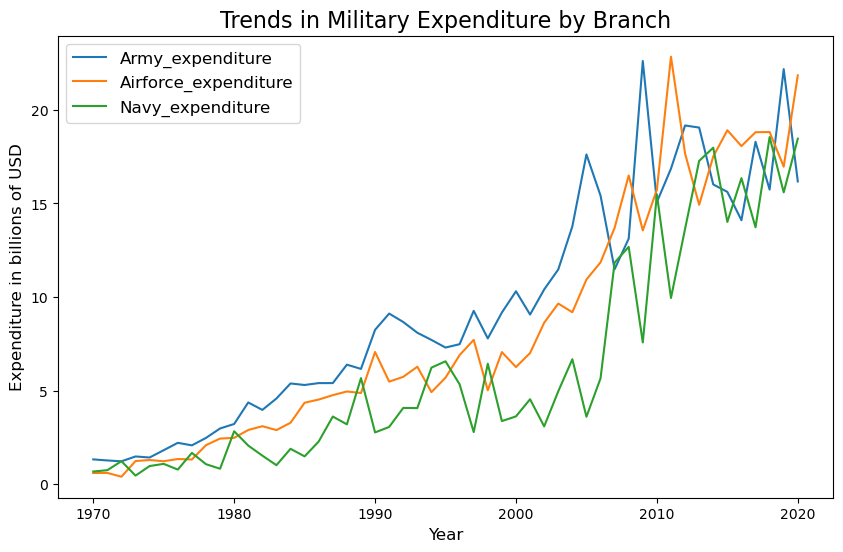 Trends in Military Expenditure by Branch
Army_expenditure
Airforce_expenditure
Navy_expenditure
Expenditure in billions of USD
20
15
10
5
0
1970 1980 1990 2000 2010 2020
Year